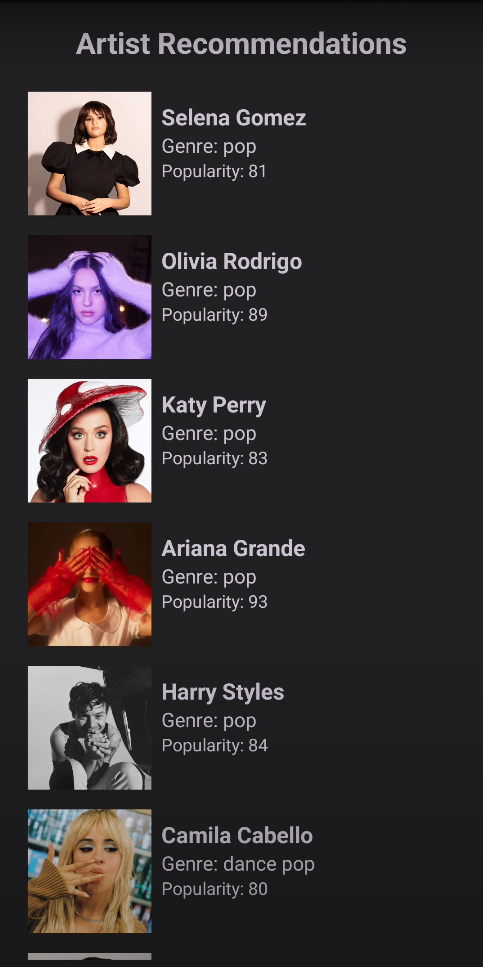 Artist Recommendations
Selena Gomez
Genre: pop
Popularity: 81
Olivia Rodrigo
Genre: pop
Popularity: 89
Katy Perry
Genre: pop
Popularity: 83
Ariana Grande
Genre: pop
Popularity: 93
Harry Styles
Genre: pop
Popularity: 84
Camila Cabello
Genre: dance pop
Popularity: 80